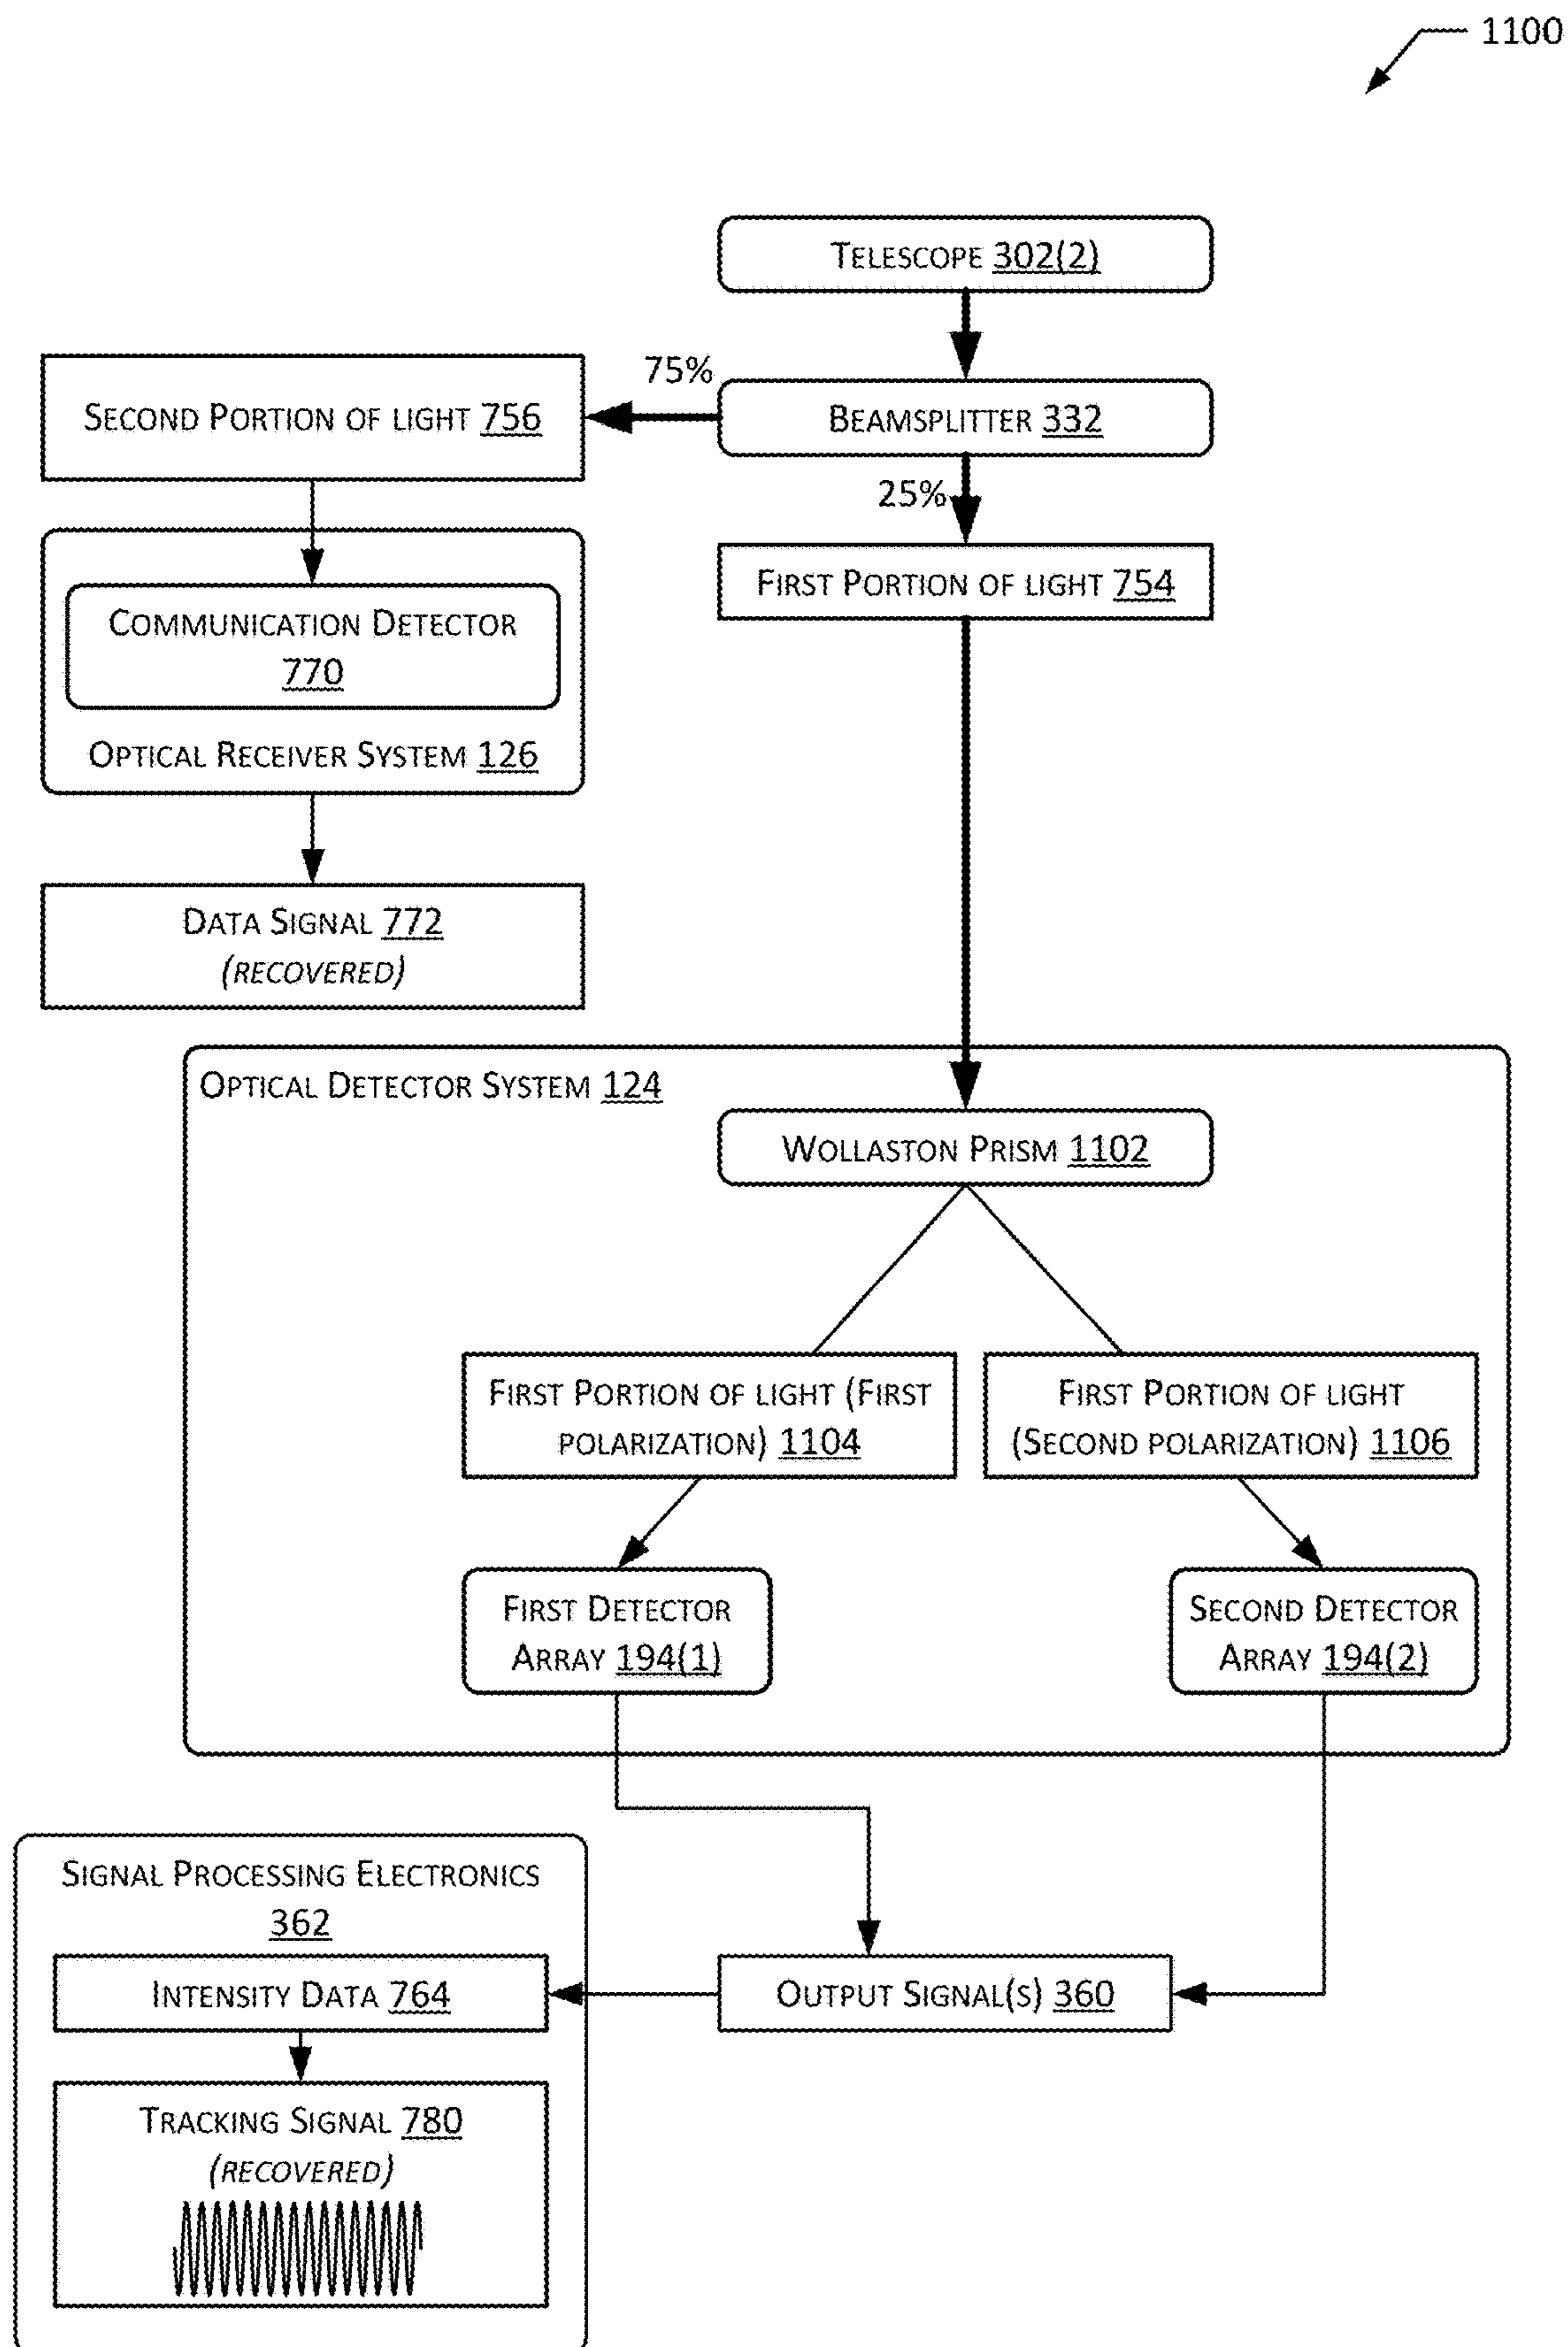 1100
TELESCOPE 302(2)
75%
BEAMSPLITTER 332
SECOND PORTION OF LIGHT 756
25%
FIRST PORTION OF LIGHT 754
COMMUNICATION DETECTOR
770
OPTICAL RECEIVER SYSTEM 126
DATA SIGNAL 772
(RECOVERED)
OPTICAL DETECTOR SYSTEM 124
WOLLASTON PRISM 1102
FIRST PORTION OF LIGHT (FIRST
POLARIZATION) 1104
FIRST PORTION OF LIGHT
(SECOND POLARIZATION) 1106
FIRST DETECTOR
ARRAY 194(1)
SECOND DETECTOR
ARRAY 194(2)
SIGNAL PROCESSING ELECTRONICS
362
INTENSITY DATA 764
OUTPUT SIGNAL(S) 360
TRACKING SIGNAL 780
(RECOVERED)